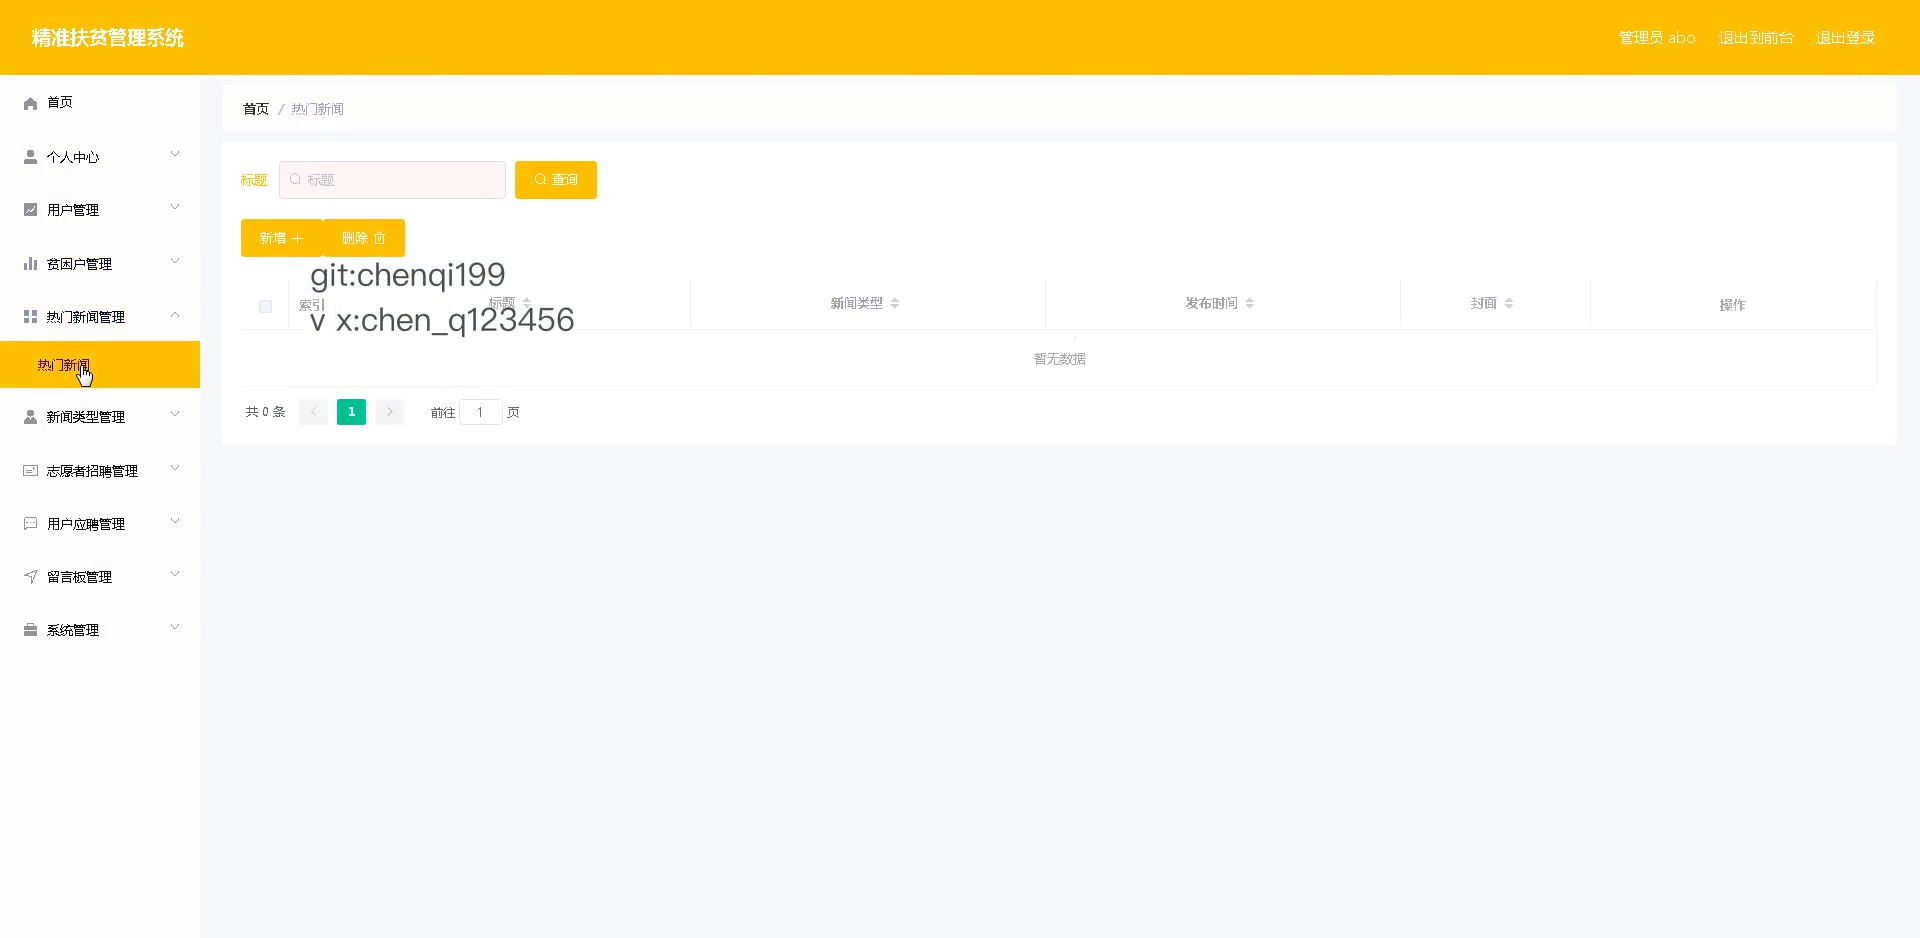 精准扶贫管理系统
管理员 abo 退出到前台 退出登录
首页
个人中心
用户管理
贫困户管理
热门新闻管理
热门新闻
新闻类型管理
志愿者招聘管理
用户应聘管理
留言板管理
系统管理
首页 / 热门新闻
标题 标题 查询
新增 删除
git:chenqi199
v x:chen_q123456
索引 标题 新闻类型 发布时间 封面 操作
暂无数据
共 0 条 1 前往 1 页